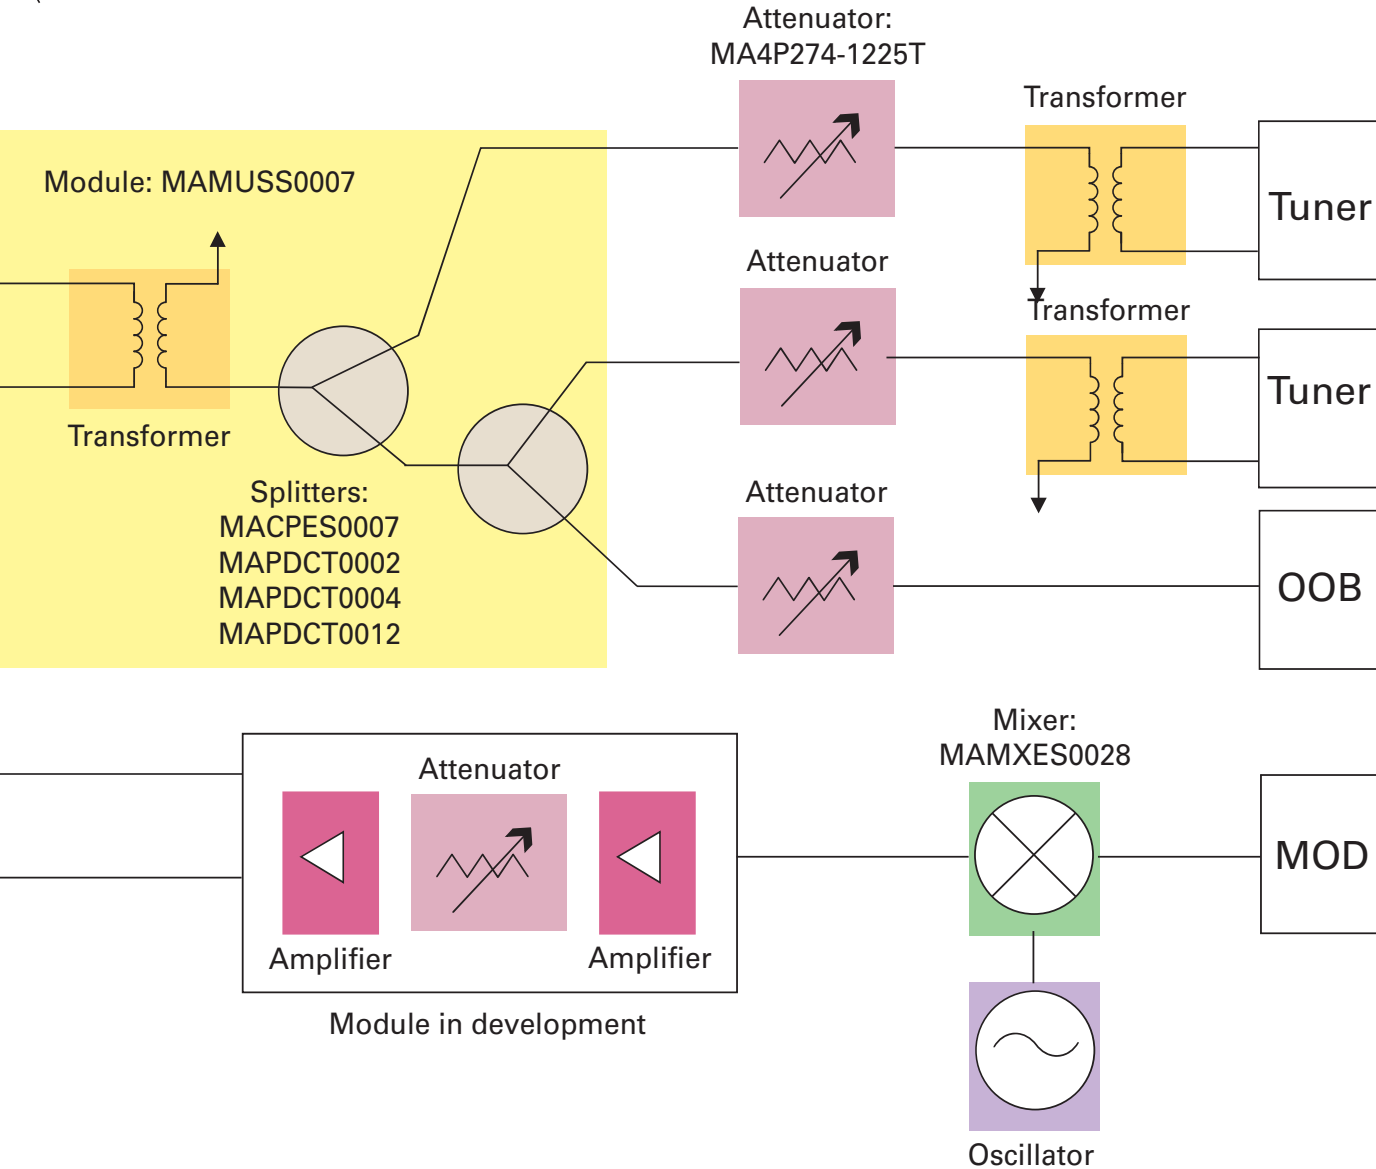 Attenuator:
MA4P274-1225T
Transformer
Module: MAMUSS0007
Tuner
Attenuator
Transformer
Tuner
Transformer
Splitters:
MACPES0007
MAPDCT0002
MAPDCT0004
MAPDCT0012
Attenuator
OOB
Mixer:
MAMXES0028
Attenuator
MOD
Amplifier
Amplifier
Module in development
Oscillator